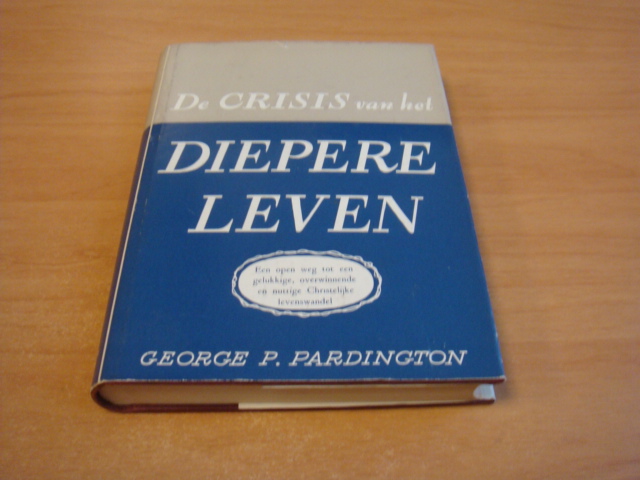 De CRISIS van het
DIEPERE
LEVEN
Een open weg tot een
gelukkige, overwinnende
en nuttige Christelijke
levenswandel
GEORGE P. PARDINGTON